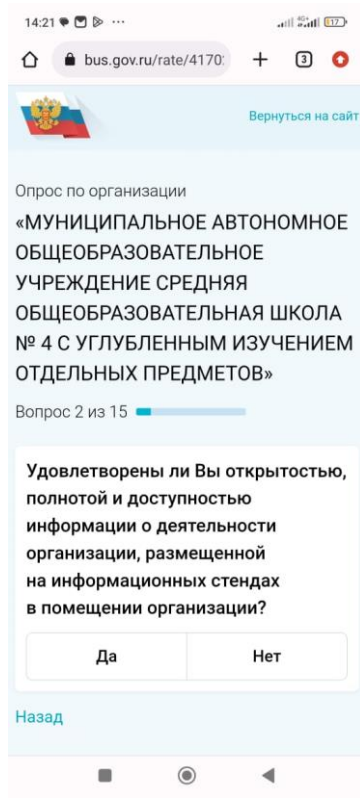 14:21
17
bus.gov.ru/rate/4170
3
Вернуться на сайт
Опрос по организации
«МУНИЦИПАЛЬНОЕ АВТОНОМНОЕ
ОБЩЕОБРАЗОВАТЕЛЬНОЕ
УЧРЕЖДЕНИЕ СРЕДНЯЯ
ОБЩЕОБРАЗОВАТЕЛЬНАЯ ШКОЛА
№ 4 С УГЛУБЛЕННЫМ ИЗУЧЕНИЕМ
ОТДЕЛЬНЫХ ПРЕДМЕТОВ»
Вопрос 2 из 15
Удовлетворены ли Вы открытостью,
полнотой и доступностью
информации о деятельности
организации, размещенной
на информационных стендах
в помещении организации?
Да Нет
Назад